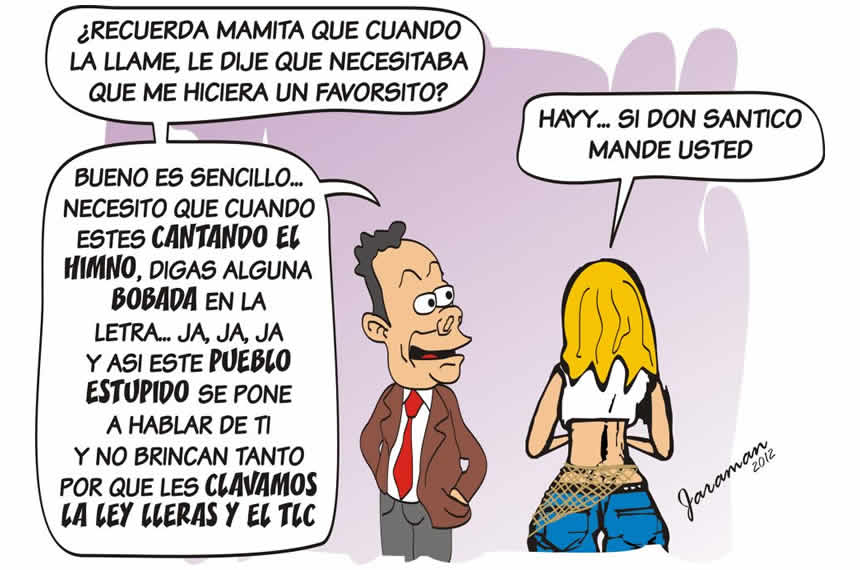 ¿RECUERDA MAMITA QUE CUANDO
LA LLAME, LE DIJE QUE NECESITABA
QUE ME HICIERA UN FAVORSITO?
HAYY... SI DON SANTICO
MANDE USTED
BUENO ES SENCILLO...
NECESITO QUE CUANDO
ESTES CANTANDO EL
HIMNO, DIGAS ALGUNA
BOBADA EN LA
LETRA... JA, JA, JA
Y ASI ESTE PUEBLO
ESTUPIDO SE PONE
A HABLAR DE TI
Y NO BRINCAN TANTO
POR QUE LES CLAVAMOS
LA LEY LLERAS Y EL TLC
Jaraman
2012